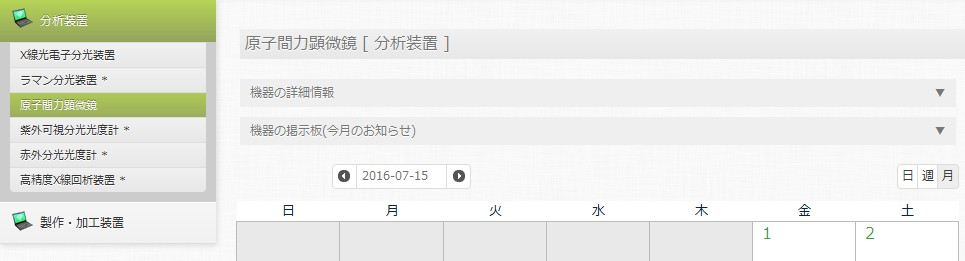 分析装置
X線光電子分光装置
ラマン分光装置 *
原子間力顕微鏡
紫外可視分光光度計 *
赤外分光光度計 *
高精度X線回析装置 *
製作・加工装置
原子間力顕微鏡 [ 分析装置 ]
機器の詳細情報 ▼
機器の掲示板(今月のお知らせ) ▼
2016-07-15
日 週 月
日 月 火 水 木 金 土
1 2